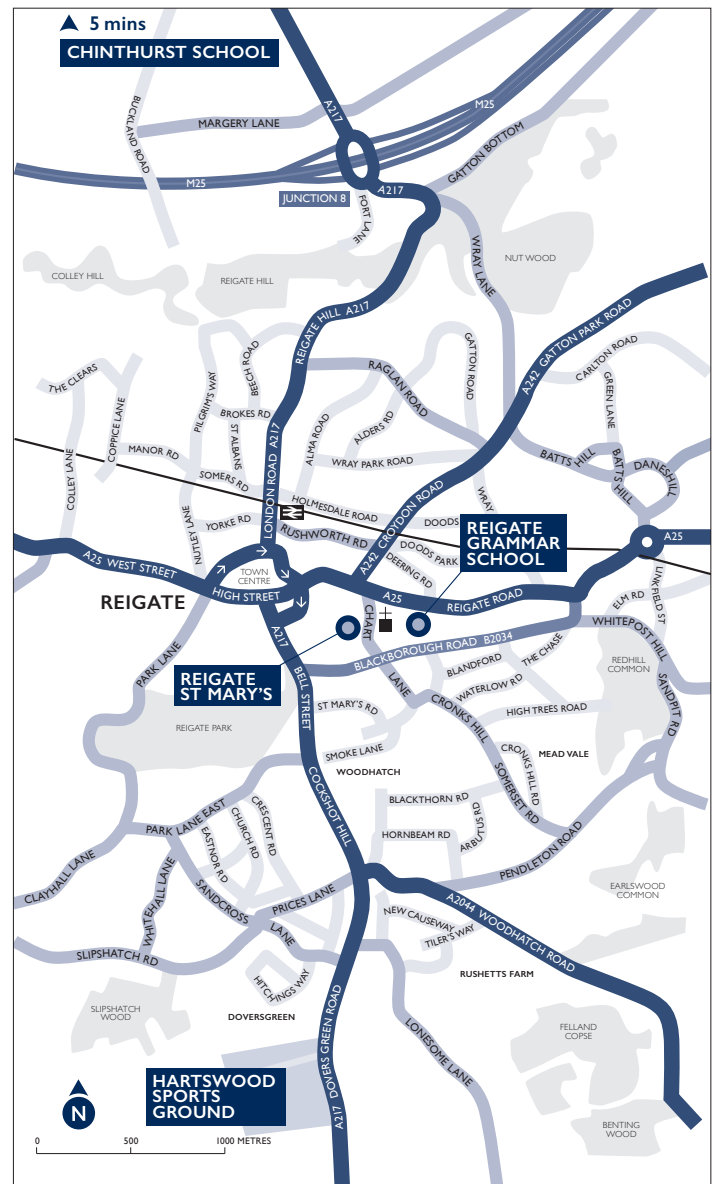 5 mins
CHINTHURST SCHOOL
A217
M25
BUCKLAND ROAD
MARGERY LANE
GATTON BOTTOM
M25
A217
JUNCTION 8
FORT LANE
WRAY LANE
NUT WOOD
COLLEY HILL
REIGATE HILL
REIGATE HILL A217
A242 GATTON PARK ROAD
CARLTON ROAD
THE CLEARS
PILGRIM'S WAY
BEECH ROAD
RAGLAN ROAD
GATTON ROAD
GREEN LANE
COPPICE LANE
BROKES RD
ST ALBANS
ALMA ROAD
ALDERS RD
MANOR RD
WRAY PARK ROAD
BATTS HILL
BATTS HILL
DANESHILL
COLLEY LANE
SOMERS RD
LONDON ROAD A217
HOLMESDALE ROAD
A242 CROYDON ROAD
WRAY
NUTLEY LANE
YORKE RD
RUSHWORTH RD
DOODS
DOODS PARK
REIGATE
GRAMMAR
SCHOOL
A25
A25 WEST STREET
TOWN
CENTRE
HIGH STREET
DEERING RD
A25
REIGATE ROAD
ELM RD
LINKFIELD ST
REIGATE
CHART
LANE
A217
BLACKBOROUGH ROAD B2034
WHITEPOST HILL
PARK LANE
REIGATE
ST MARY'S
BELL STREET
BLANDFORD
THE CHASE
REDHILL
COMMON
WATERLOW RD
SANDPIT RD
ST MARY'S RD
CRONKS HILL
HIGH TREES ROAD
REIGATE PARK
SMOKE LANE
WOODHATCH
CRONKS HILL RD
MEAD VALE
SOMERSET RD
COCKSHOT HILL
BLACKTHORN RD
ARBUTUS RD
PARK LANE EAST
CRESCENT RD
CHURCH RD
EASTNOR RD
HORNBEAM RD
PENDLETON ROAD
CLAYHALL LANE
WHITEHALL LANE
SANDCROSS
LANE
PRICES LANE
EARLSWOOD
COMMON
A2044 WOODHATCH ROAD
NEW CAUSEWAY
TILER'S WAY
SLIPSHATCH RD
HITCHINGS WAY
RUSHETTS FARM
SLIPSHATCH
WOOD
DOVERSGREEN
A217 DOVERS GREEN ROAD
LONESOME LANE
FELLAND
COPSE
HARTSWOOD
SPORTS
GROUND
N
BENTING
WOOD
0 500 1000 METRES